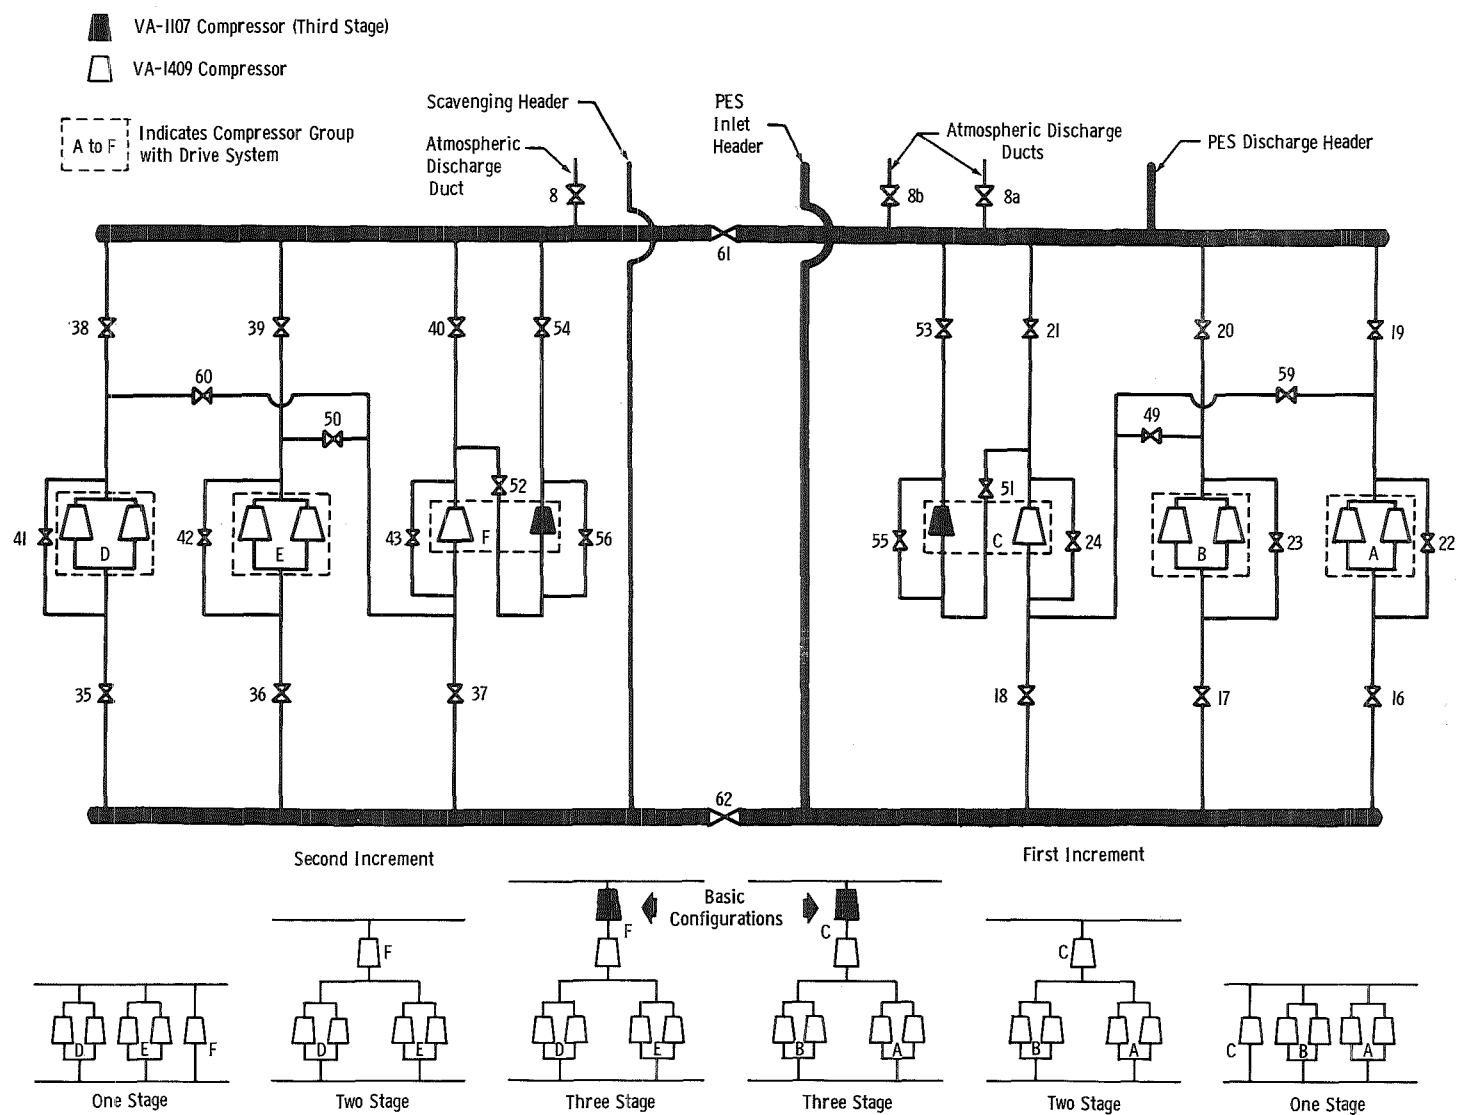 VA-1107 Compressor (Third Stage)
VA-1409 Compressor
A to F
Indicates Compressor Group
with Drive System
Scavenging Header
Atmospheric
Discharge
Duct
PES
Inlet
Header
Atmospheric Discharge
Ducts
PES Discharge Header
8
8b
8a
61
38
39
40
54
53
21
20
19
60
59
50
49
52
51
41
D
42
E
43
F
56
55
C
24
B
23
A
22
35
36
37
18
17
16
62
Second Increment
First Increment
Basic
Configurations
F
C
F
C
D
E
F
D
E
D
E
B
A
B
A
C
B
A
One Stage
Two Stage
Three Stage
Three Stage
Two Stage
One Stage